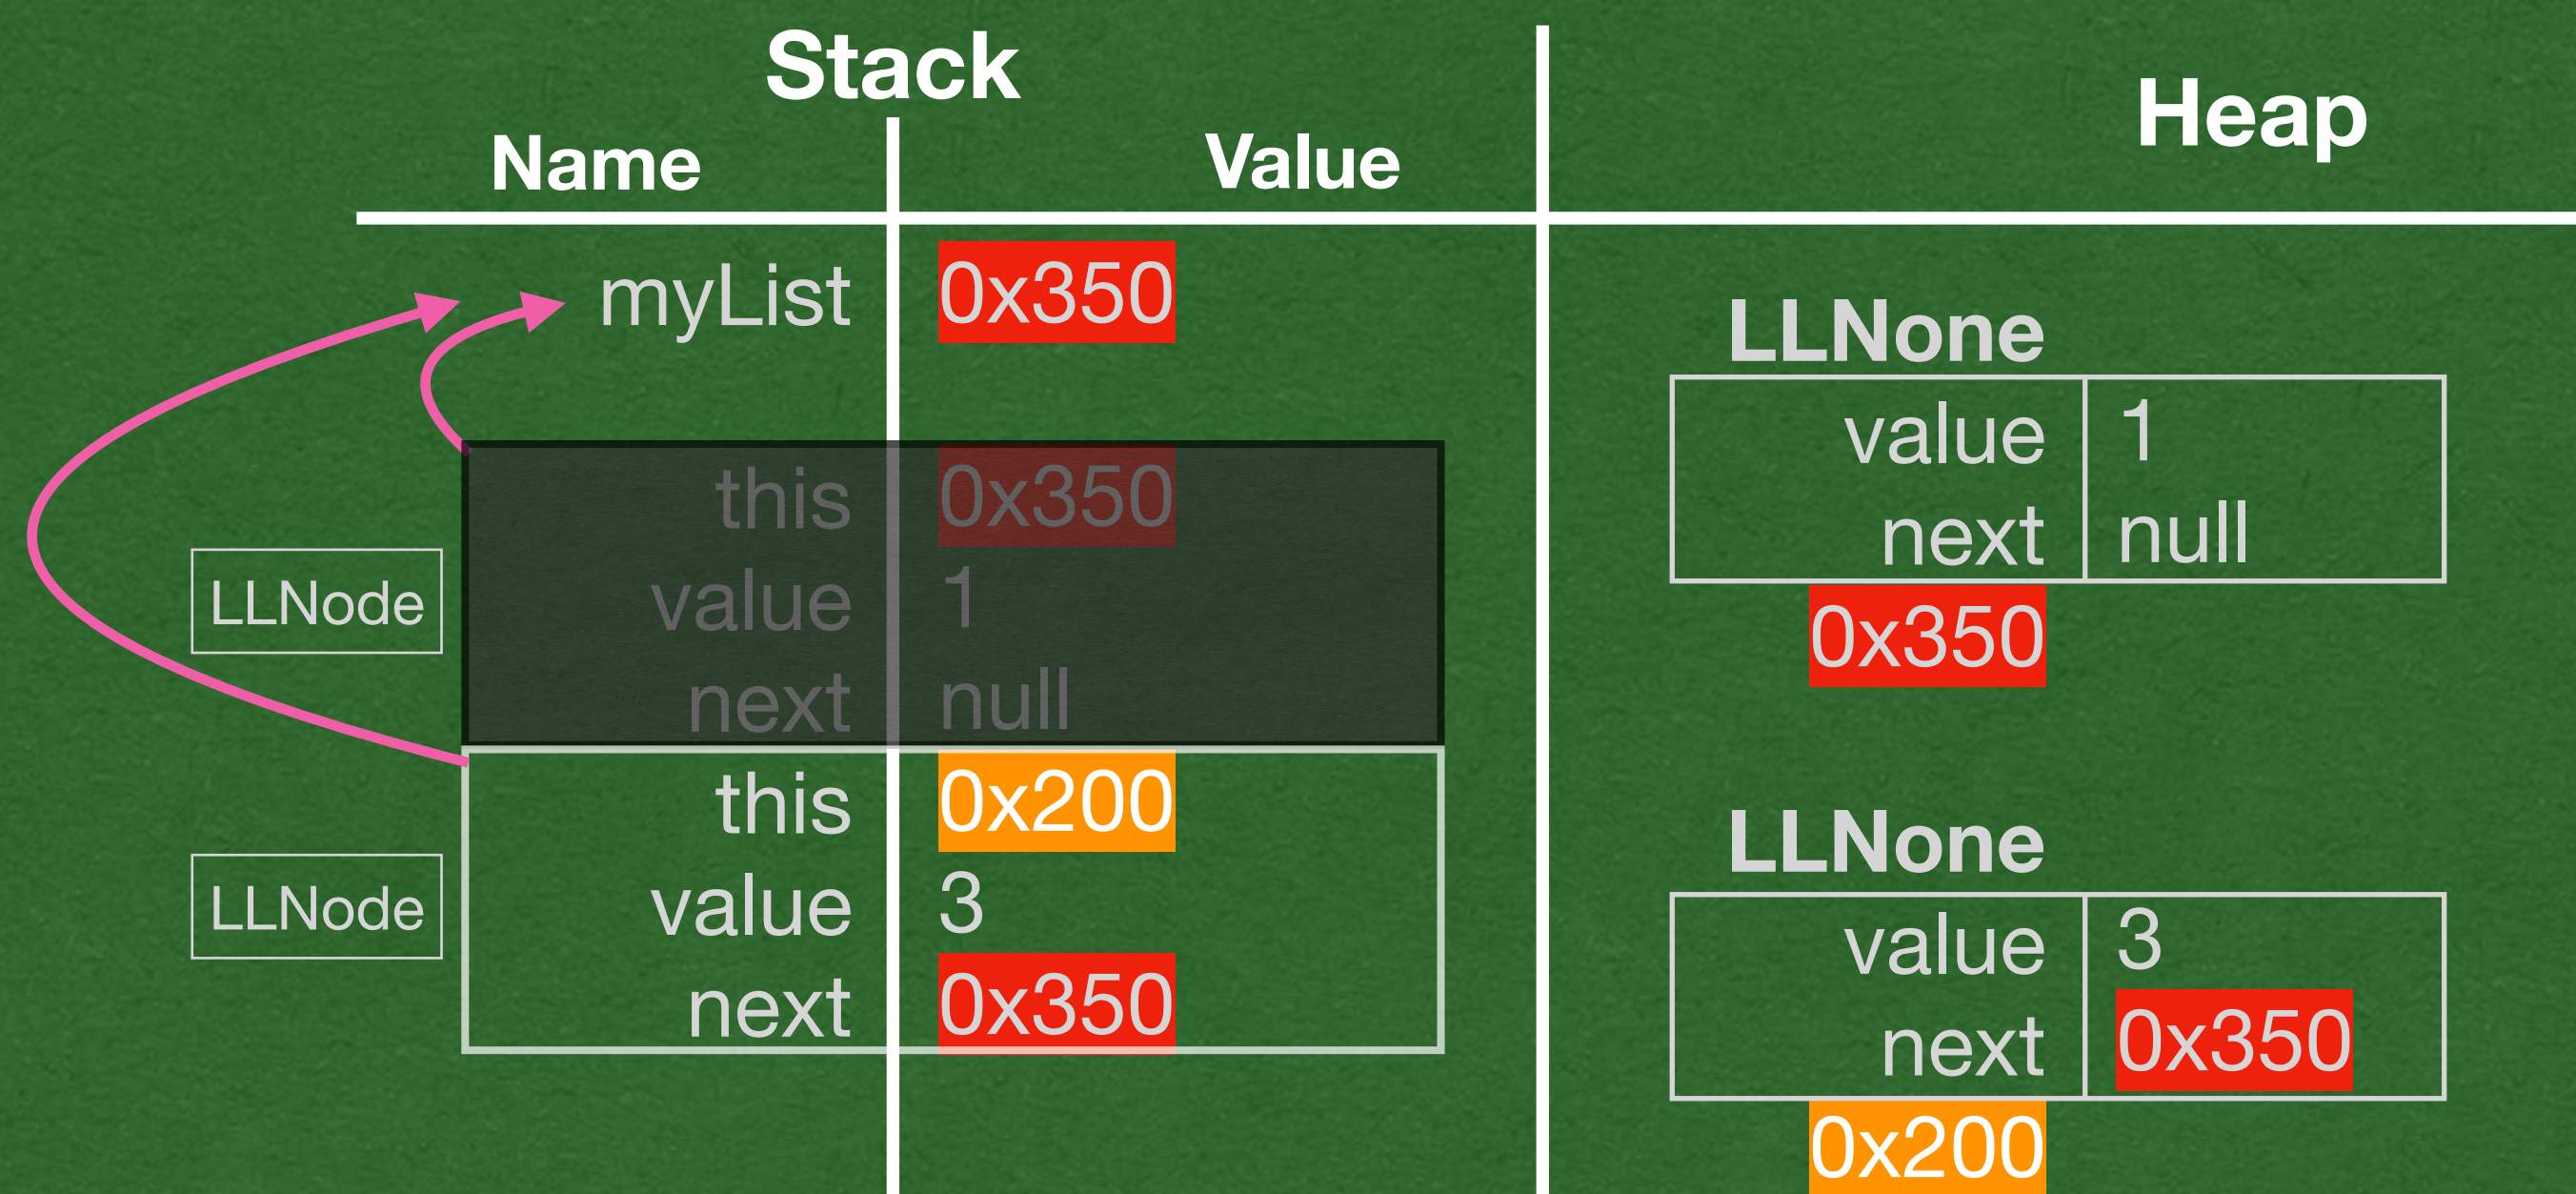 Stack
Heap
Name Value
myList 0x350
LLNone
value 1
next null
0x350
this 0x350
LLNode
value 1
next null
this 0x200
LLNode
value 3
next 0x350
LLNone
value 3
next 0x350
0x200